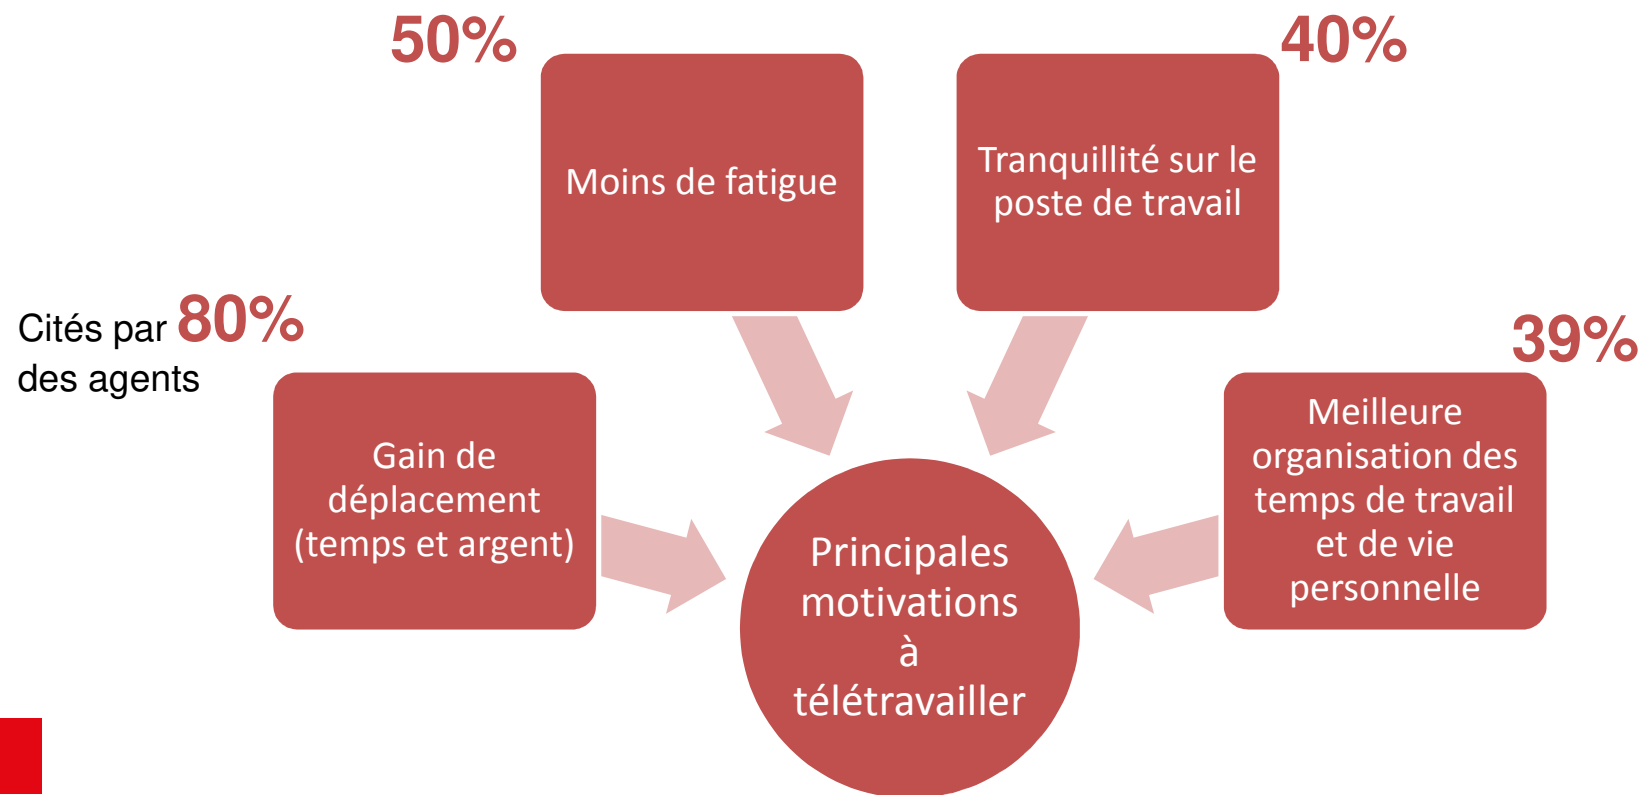 50%
Moins de fatigue
40%
Tranquillité sur le
poste de travail
Cités par 80%
des agents
Gain de
déplacement
(temps et argent)
39%
Meilleure
organisation des
temps de travail
et de vie
personnelle
Principales
motivations
à
télétravailler